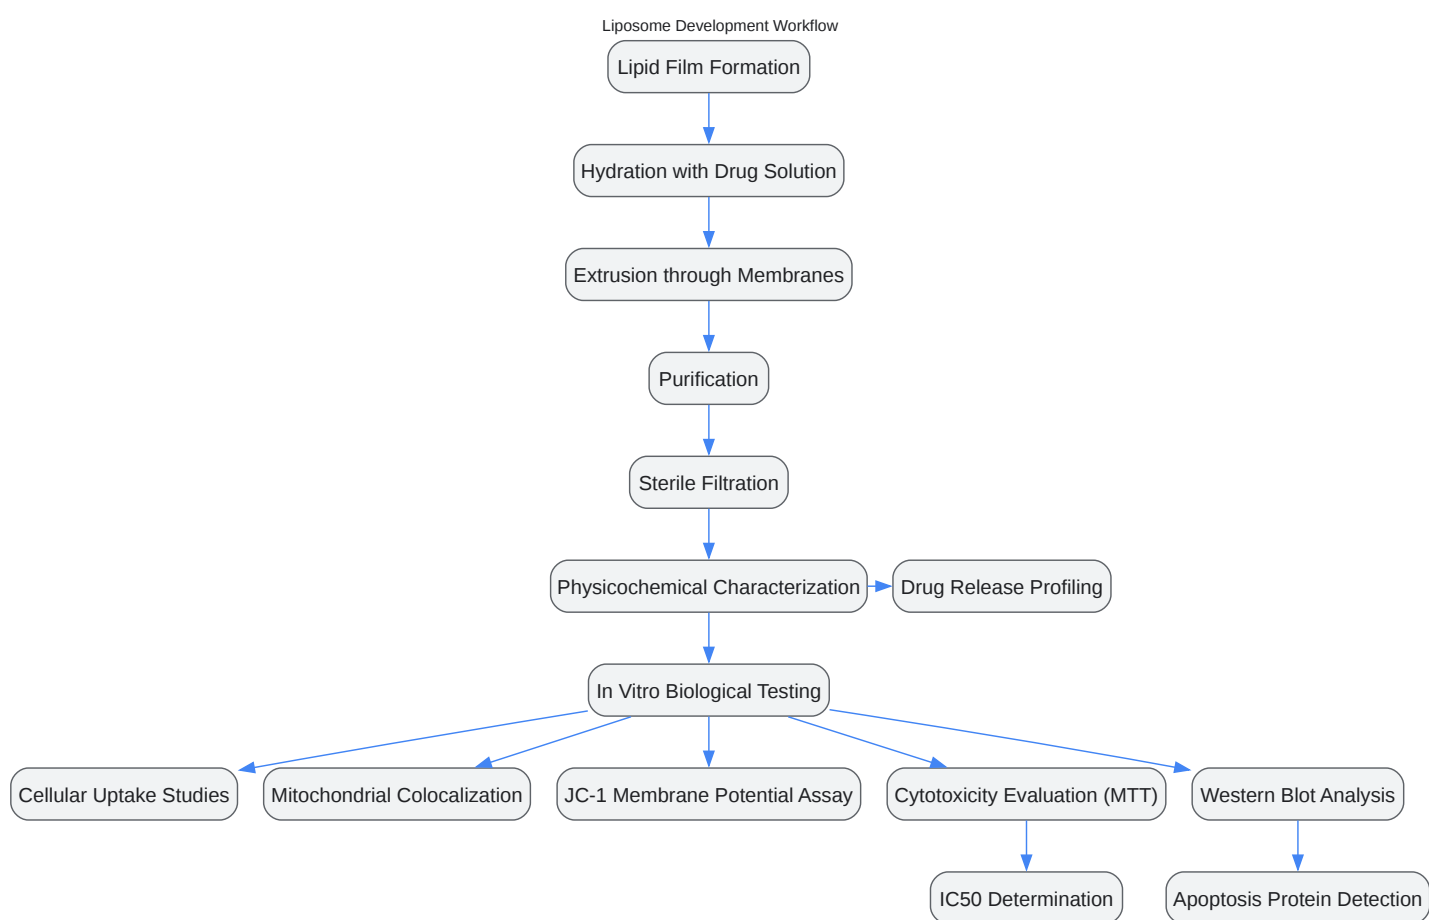 Liposome Development Workflow
Lipid Film Formation
Hydration with Drug Solution
Extrusion through Membranes
Purification
Sterile Filtration
Physicochemical Characterization
Drug Release Profiling
In Vitro Biological Testing
Cellular Uptake Studies
Mitochondrial Colocalization
JC-1 Membrane Potential Assay
Cytotoxicity Evaluation (MTT)
Western Blot Analysis
IC50 Determination
Apoptosis Protein Detection